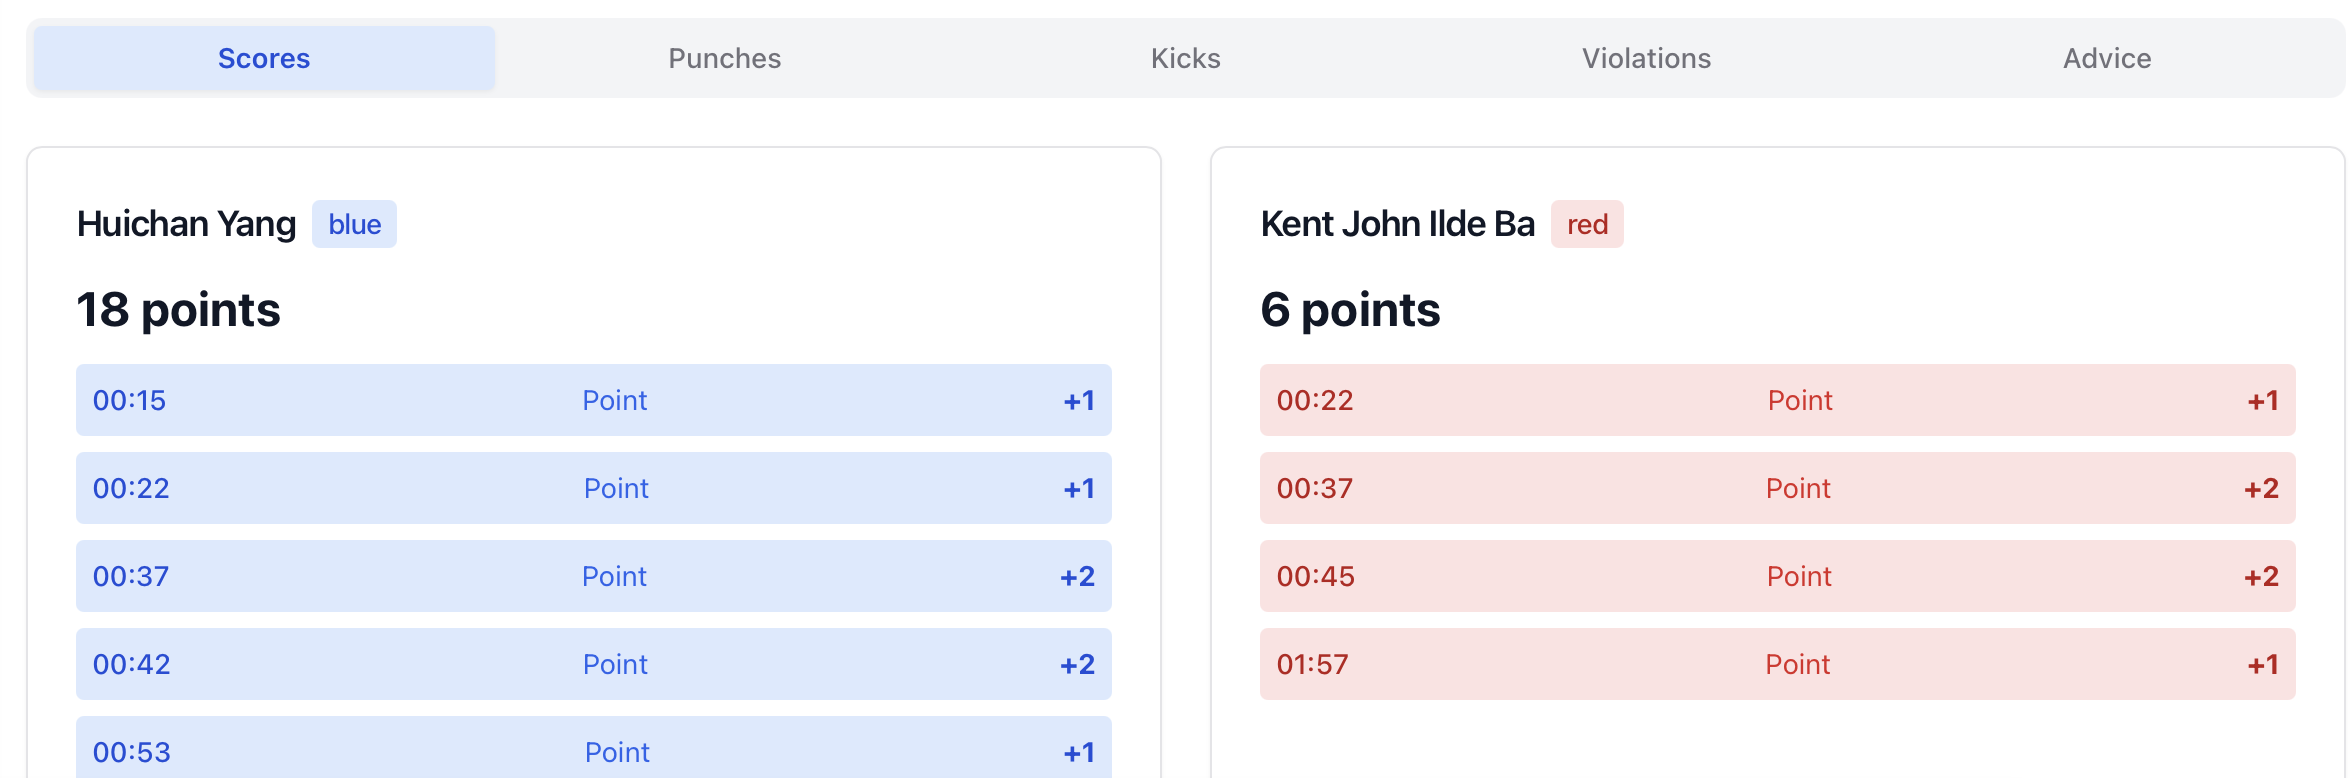 Scores Punches Kicks Violations Advice
Huichan Yang blue
18 points
00:15 Point +1
00:22 Point +1
00:37 Point +2
00:42 Point +2
00:53 Point +1
Kent John Ilde Ba red
6 points
00:22 Point +1
00:37 Point +2
00:45 Point +2
01:57 Point +1